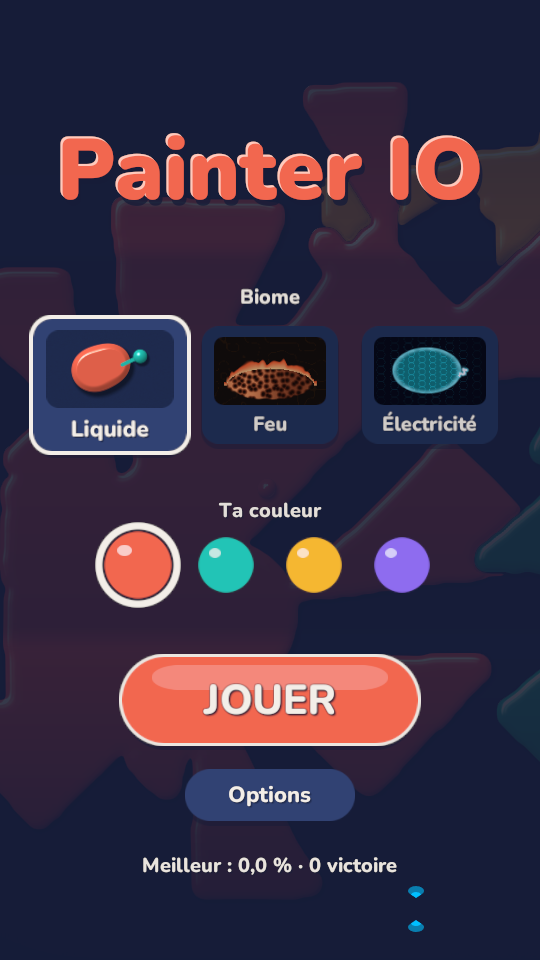 Painter IO
Biome
Liquide
Feu
Électricité
Ta couleur
JOUER
Options
Meilleur : 0,0 % · 0 victoire